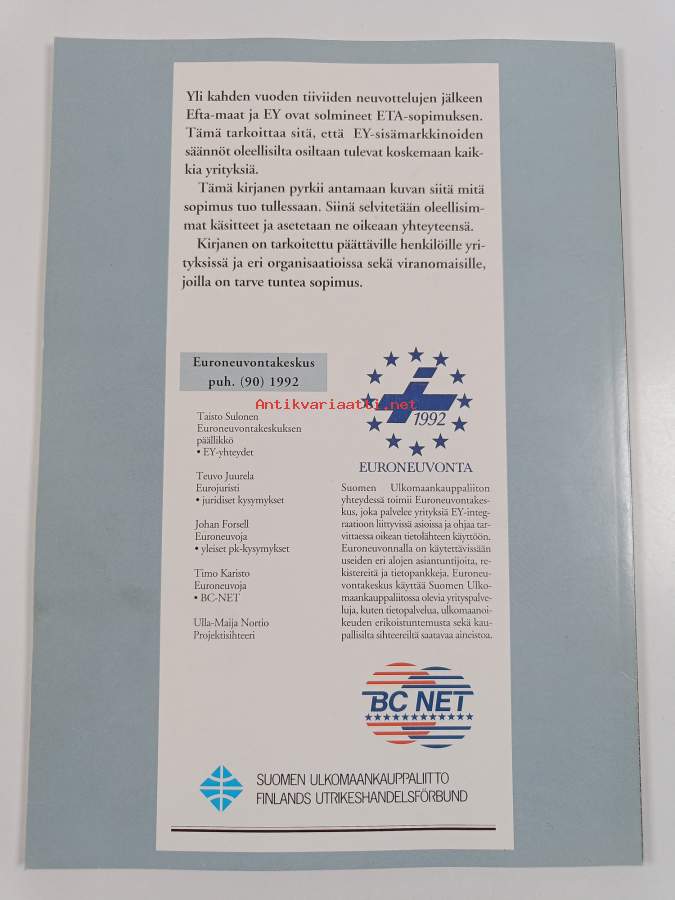 Yli kahden vuoden tiiviiden neuvottelujen jälkeen
Efta-maat ja EY ovat solmineet ETA-sopimuksen.
Tämä tarkoittaa sitä, että EY-sisämarkkinoiden
säännöt oleellisilta osiltaan tulevat koskemaan kaik-
kia yrityksiä.
Tämä kirjanen pyrkii antamaan kuvan siitä mitä
sopimus tuo tullessaan. Siinä selvitetään oleellisim-
mat käsitteet ja asetetaan ne oikeaan yhteyteensä.
Kirjanen on tarkoitettu päättäville henkilöille yri-
tyksissä ja eri organisaatioissa sekä viranomaisille,
joilla on tarve tuntea sopimus.
Euroneuvontakeskus
puh. (90) 1992
Antikvariaatti.net
Taisto Sulonen
Euroneuvontakeskuksen
päällikkö
• EY-yhteydet
Teuvo Juurela
Eurojuristi
• juridiset kysymykset
Johan Forsell
Euroneuvoja
• yleiset pk-kysymykset
Timo Karisto
Euroneuvoja
• BC-NET
Ulla-Maija Nortio
Projektisihteeri
1992
EURONEUVONTA
Suomen Ulkomaankauppaliiton
yhteydessä toimii Euroneuvontakes-
kus, joka palvelee yrityksiä EY-integ-
raatioon liittyvissä asioissa ja ohjaa tar-
vittaessa oikean tietolähteen käyttöön.
Euroneuvonnalla on käytettävissään
useiden eri alojen asiantuntijoita, re-
kistereitä ja tietopankkeja. Euroneu-
vontakeskus käyttää Suomen Ulko-
maankauppaliitossa olevia yrityspalve-
luja, kuten tietopalvelua, ulkomaanoi-
keuden erikoistuntemusta sekä kau-
pallisilta sihteereiltä saatavaa aineistoa.
BC NET
SUOMEN ULKOMAANKAUPPALIITTO
FINLANDS UTRIKESHANDELSFÖRBUND